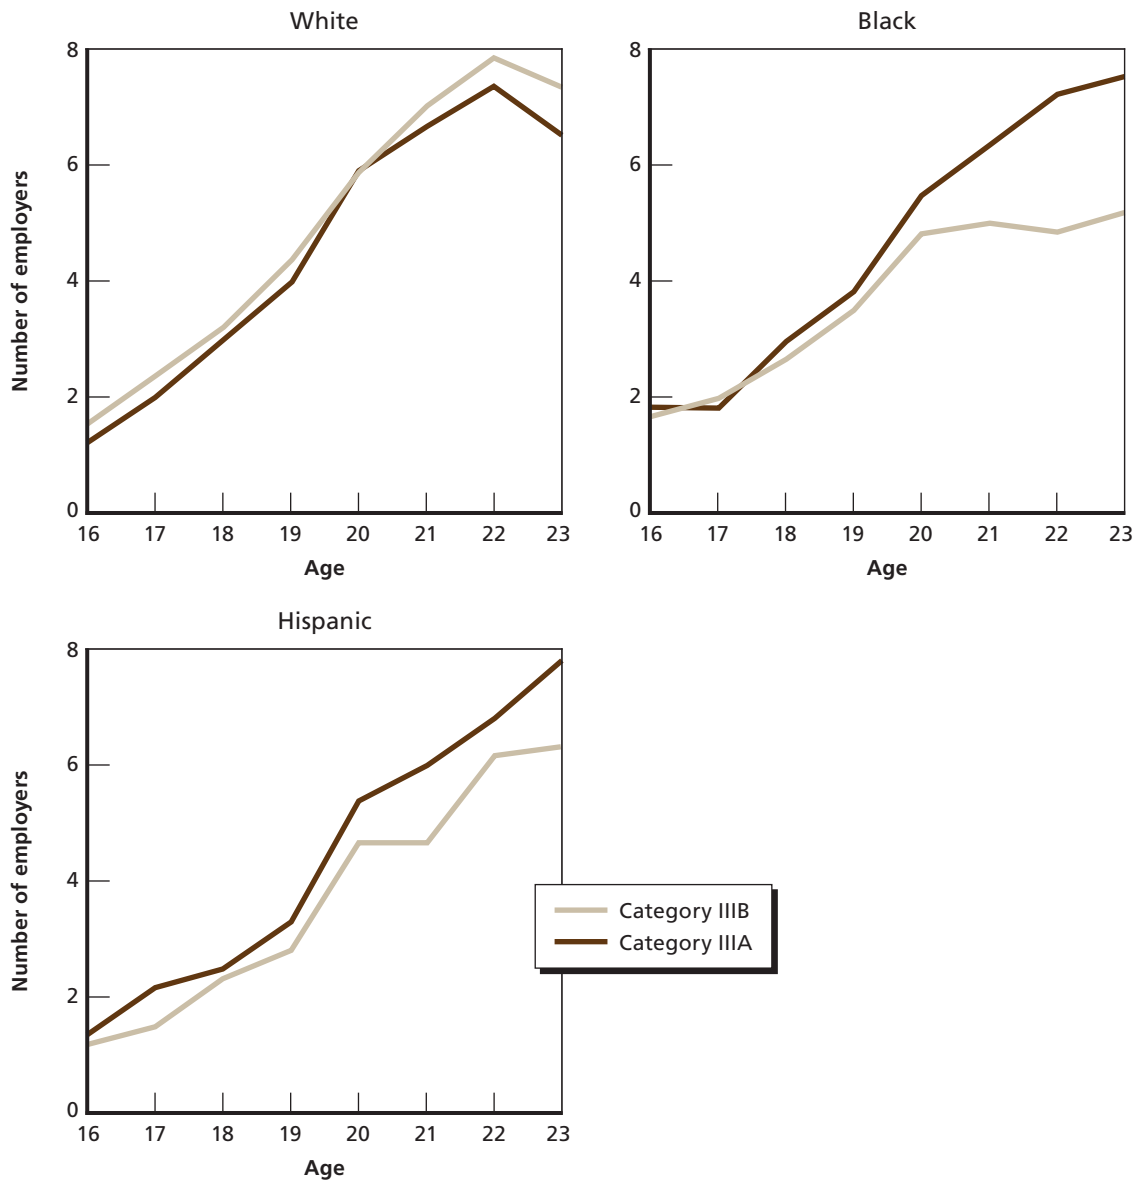 White
Black
Number of employers
8
6
4
2
0
16 17 18 19 20 21 22 23
Age
8
6
4
2
0
16 17 18 19 20 21 22 23
Age
Hispanic
Number of employers
8
6
4
2
0
16 17 18 19 20 21 22 23
Age
Category IIIB
Category IIIA